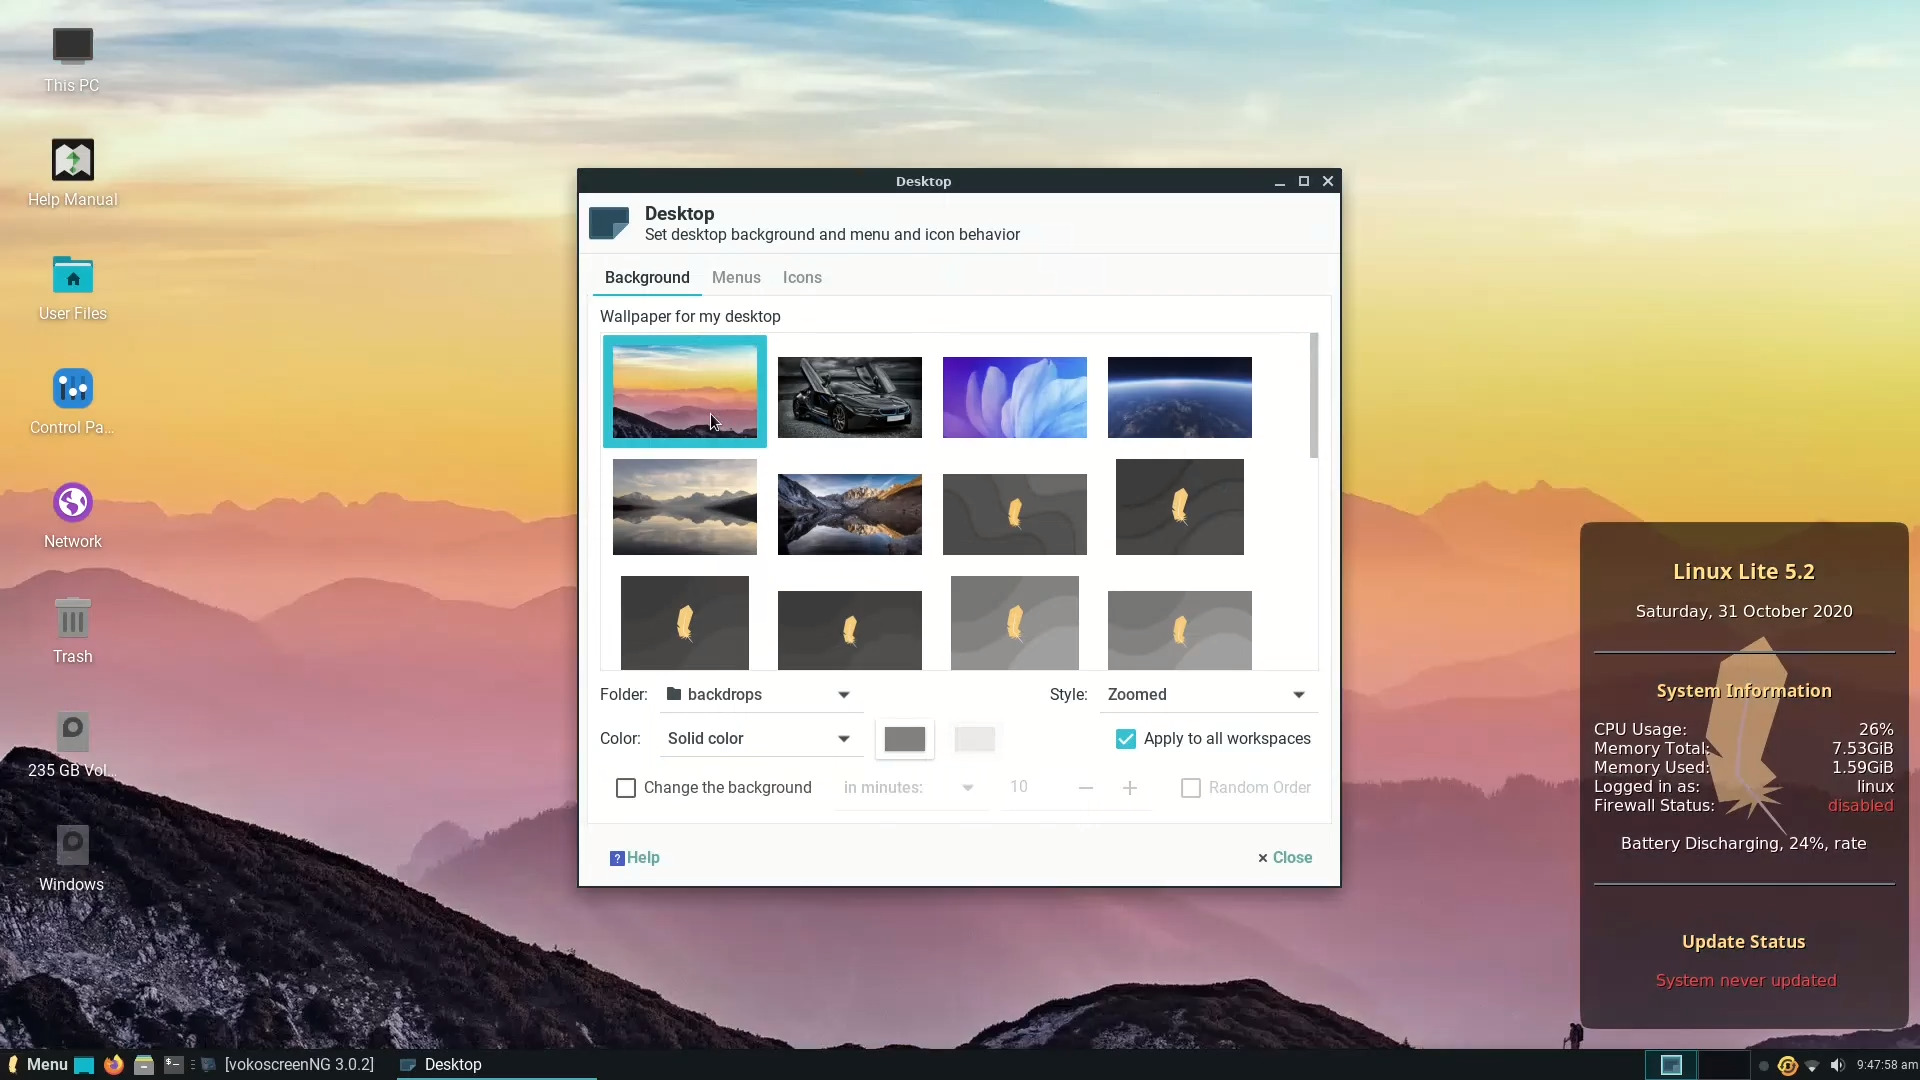 This PC
Help Manual
User Files
Control Pa...
Network
Trash
235 GB Vol...
Windows
Desktop
Desktop
Set desktop background and menu and icon behavior
Background Menus Icons
Wallpaper for my desktop
Folder: backdrops Style: Zoomed
Color: Solid color Apply to all workspaces
Change the background in minutes: 10 Random Order
? Help × Close
Linux Lite 5.2
Saturday, 31 October 2020
System Information
CPU Usage: 26%
Memory Total: 7.53GiB
Memory Used: 1.59GiB
Logged in as: linux
Firewall Status: disabled
Battery Discharging, 24%, rate
Update Status
System never updated
Menu [vokoscreenNG 3.0.2] Desktop 9:47:58 am